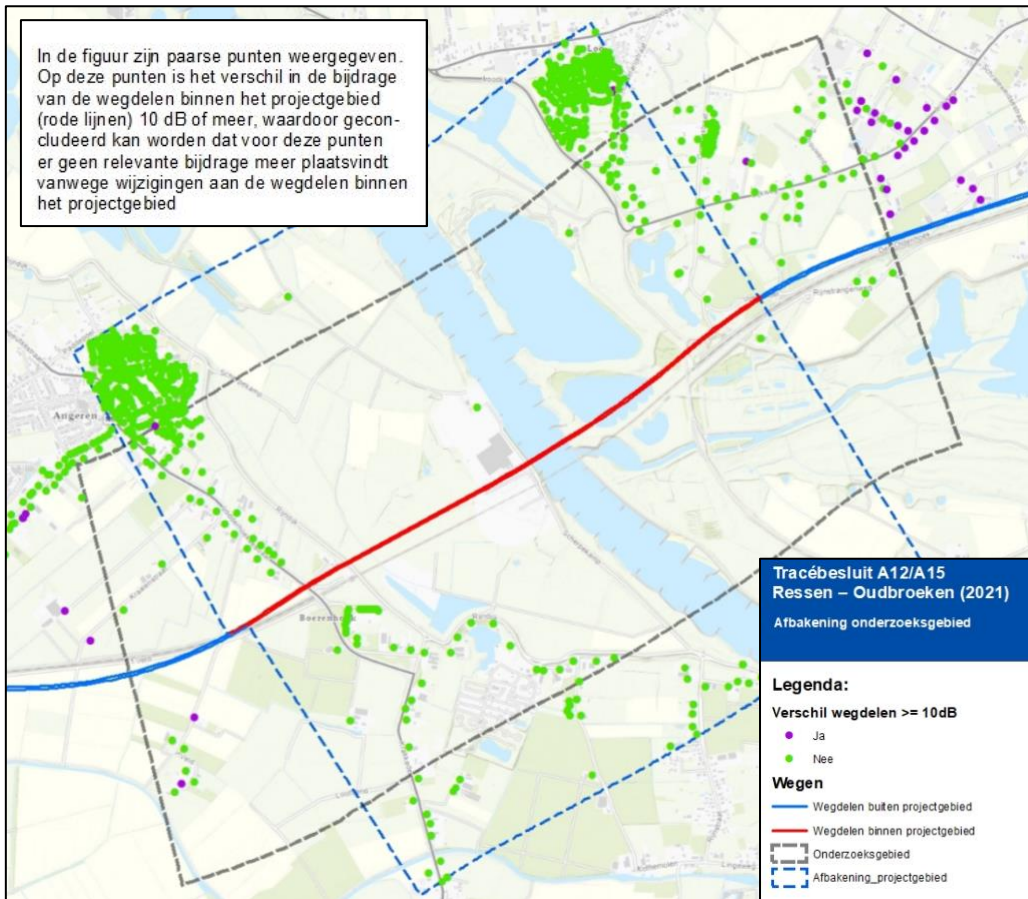 In de figuur zijn paarse punten weergegeven.
Op deze punten is het verschil in de bijdrage
van de wegdelen binnen het projectgebied
(rode lijnen) 10 dB of meer, waardoor gecon-
cludeerd kan worden dat voor deze punten
er geen relevante bijdrage meer plaatsvindt
vanwege wijzigingen aan de wegdelen binnen
het projectgebied
Angeren
Boerenhoek
Tracébesluit A12/A15
Ressen – Oudbroeken (2021)
Afbakening onderzoeksgebied
Legenda:
Verschil wegdelen >= 10dB
Ja
Nee
Wegen
Wegdelen buiten projectgebied
Wegdelen binnen projectgebied
Onderzoeksgebied
Afbakening_projectgebied